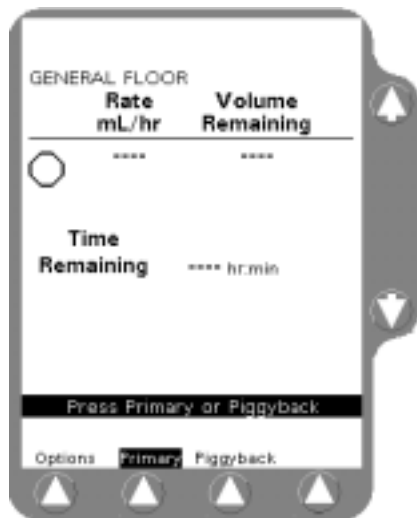 GENERAL FLOOR
Rate Volume
mL/hr Remaining
---- ----
Time
Remaining ---- hr:min
Press Primary or Piggyback
Options Primary Piggyback